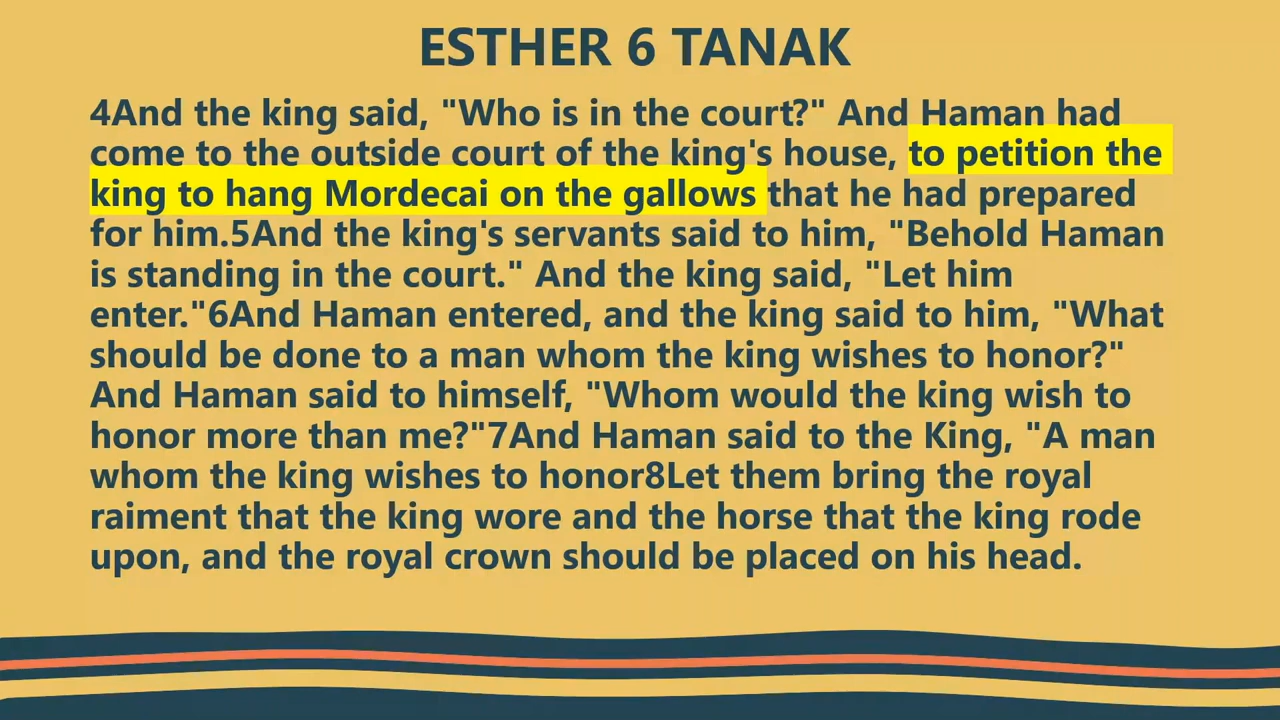 ESTHER 6 TANAK
4And the king said, "Who is in the court?" And Haman had
come to the outside court of the king's house, to petition the
king to hang Mordecai on the gallows that he had prepared
for him.5And the king's servants said to him, "Behold Haman
is standing in the court." And the king said, "Let him
enter."6And Haman entered, and the king said to him, "What
should be done to a man whom the king wishes to honor?"
And Haman said to himself, "Whom would the king wish to
honor more than me?"7And Haman said to the King, "A man
whom the king wishes to honor8Let them bring the royal
raiment that the king wore and the horse that the king rode
upon, and the royal crown should be placed on his head.